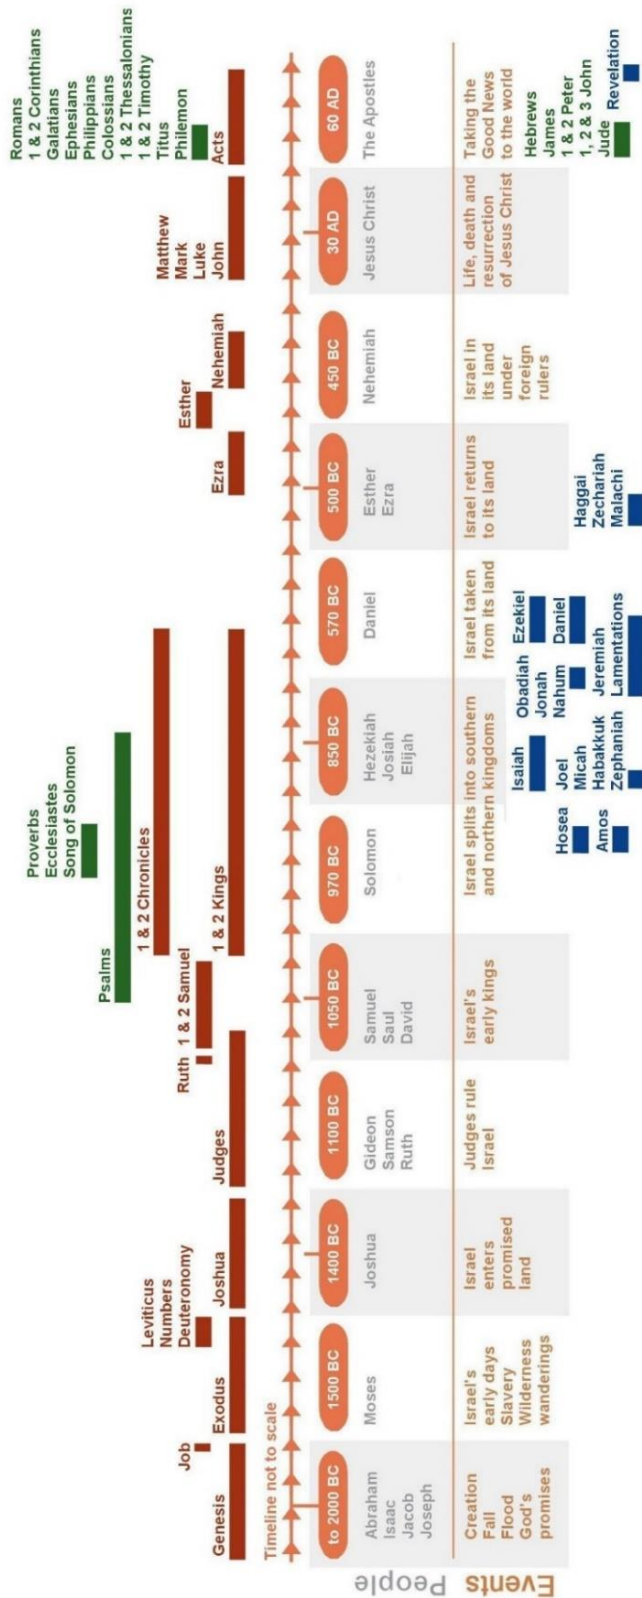 Proverbs
Ecclesiastes
Song of Solomon
Psalms
1 & 2 Chronicles
Romans
1 & 2 Corinthians
Galatians
Ephesians
Philippians
Colossians
1 & 2 Thessalonians
1 & 2 Timothy
Titus
Philemon
Leviticus
Numbers
Deuteronomy
Matthew
Mark
Luke
John
Job
Ruth 1 & 2 Samuel
Esther
Genesis
Exodus
Joshua
Judges
1 & 2 Kings
Ezra
Nehemiah
Acts
Timeline not to scale
to 2000 BC
1500 BC
1400 BC
1100 BC
1050 BC
970 BC
850 BC
570 BC
500 BC
450 BC
30 AD
60 AD
People
Abraham
Isaac
Jacob
Joseph
Moses
Joshua
Gideon
Samson
Ruth
Samuel
Saul
David
Solomon
Hezekiah
Josiah
Elijah
Daniel
Esther
Ezra
Nehemiah
Jesus Christ
The Apostles
Events
Creation
Fall
Flood
God's
promises
Israel's
early days
Slavery
Wilderness
wanderings
Israel
enters
promised
land
Judges rule
Israel
Israel's
early kings
Israel splits into southern
and northern kingdoms
Israel taken
from its land
Israel returns
to its land
Israel in
its land
under
foreign
rulers
Life, death and
resurrection
of Jesus Christ
Taking the
Good News
to the world
Hosea
Amos
Isaiah
Joel
Micah
Habakkuk
Zephaniah
Obadiah
Jonah
Nahum
Jeremiah
Lamentations
Ezekiel
Daniel
Haggai
Zechariah
Malachi
Hebrews
James
1 & 2 Peter
1, 2 & 3 John
Jude
Revelation